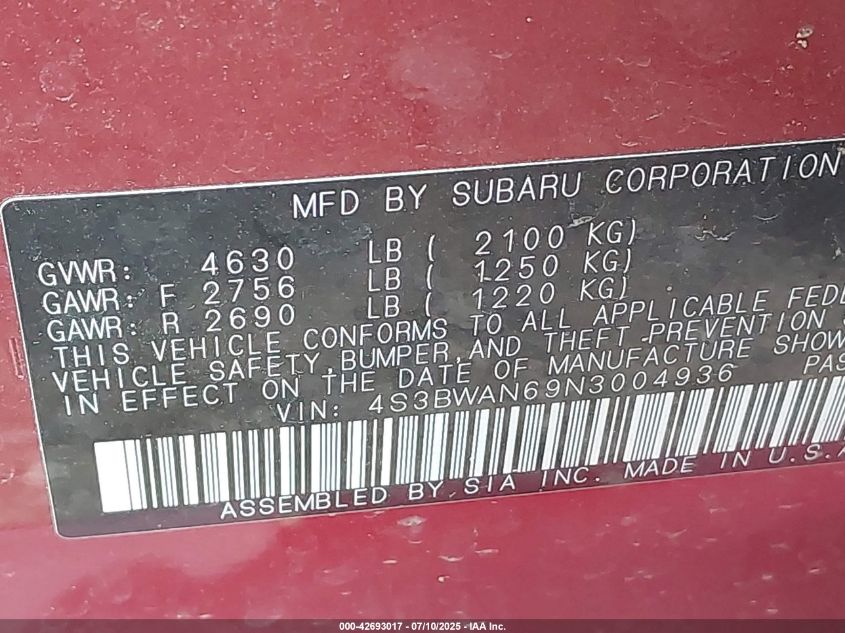 MFD BY SUBARU CORPORATION
GVWR: 4630 LB ( 2100 KG)
GAWR: F 2756 LB ( 1250 KG)
GAWR: R 2690 LB ( 1220 KG)
THIS VEHICLE CONFORMS TO ALL APPLICABLE FEDE
VEHICLE SAFETY,BUMPER,AND THEFT PREVENTION S
IN EFFECT ON THE DATE OF MANUFACTURE SHOW
VIN: 4S3BWAN69N3004936 PAS
ASSEMBLED BY SIA INC. MADE IN U.S.A
000-42693017 - 07/10/2025 - IAA Inc.